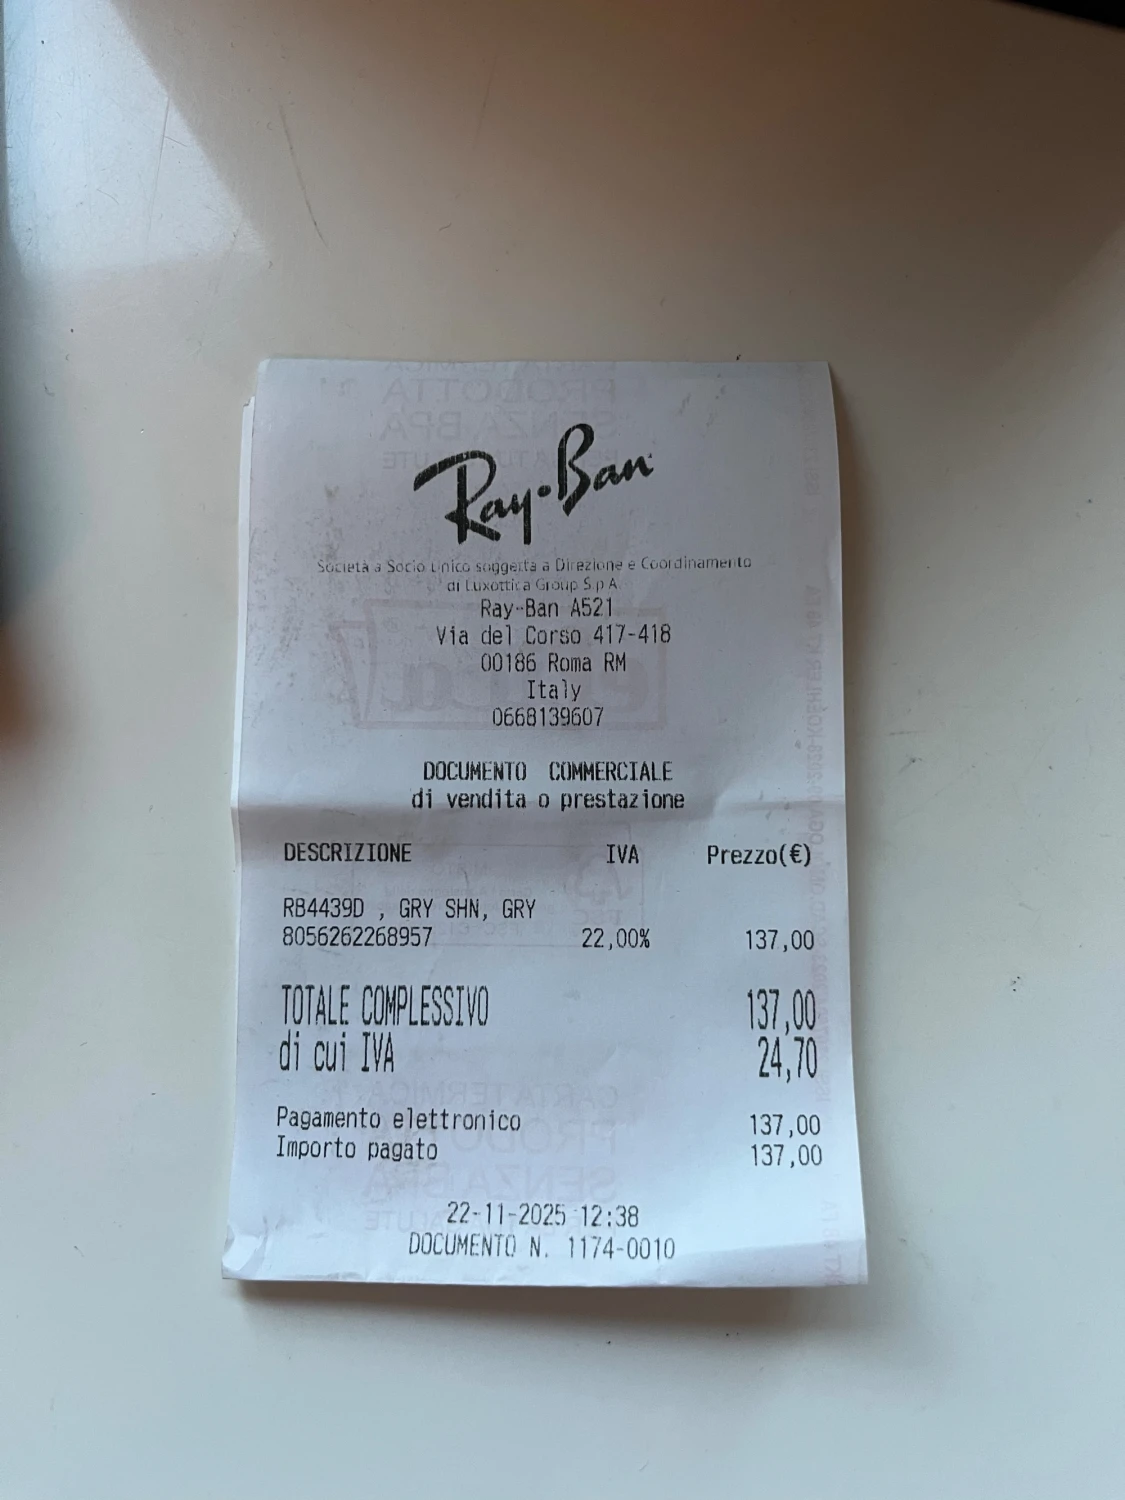 Ray-Ban
Società a Socio Unico soggetta a Direzione e Coordinamento
di Luxottica Group S.p.A.
Ray-Ban A521
Via del Corso 417-418
00186 Roma RM
Italy
0668139607
DOCUMENTO COMMERCIALE
di vendita o prestazione
DESCRIZIONE IVA Prezzo(€)
RB4439D , GRY SHN, GRY
8056262268957 22,00% 137,00
TOTALE COMPLESSIVO 137,00
di cui IVA 24,70
Pagamento elettronico 137,00
Importo pagato 137,00
22-11-2025 12:38
DOCUMENTO N. 1174-0010